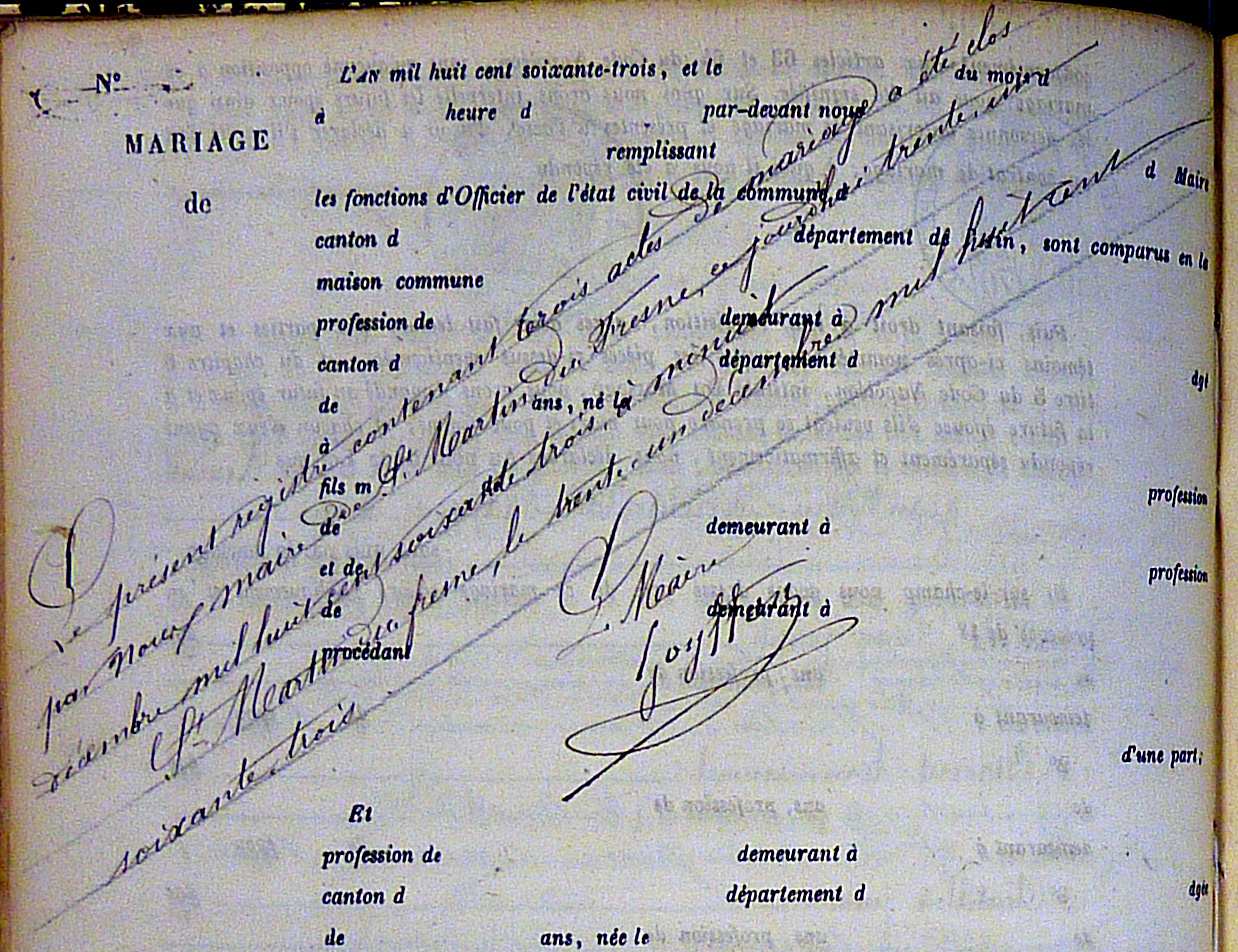 N°
MARIAGE
de
L'AN mil huit cent soixante-trois, et le du mois d
à heure d par-devant nous
remplissant
les fonctions d'Officier de l'état civil de la commune d d Maire
canton d département de , sont comparus en la
maison commune
profession de demeurant à
canton d département d
de ans, né le dgt
à
fils m de
de demeurant à profession
et de
de demeurant à profession
procédant
d'une part;
Et
profession de demeurant à
canton d département d dgée
de ans, née le
Le présent registre contenant trois actes de mariage a été clos
par nous maire de St. Martin du Fresne, ce jourd'hui trente-un
décembre mil huit cent soixante trois à minuit
St Martin du fresne, le trente-un décembre mil huit cent
soixante-trois
Le Maire